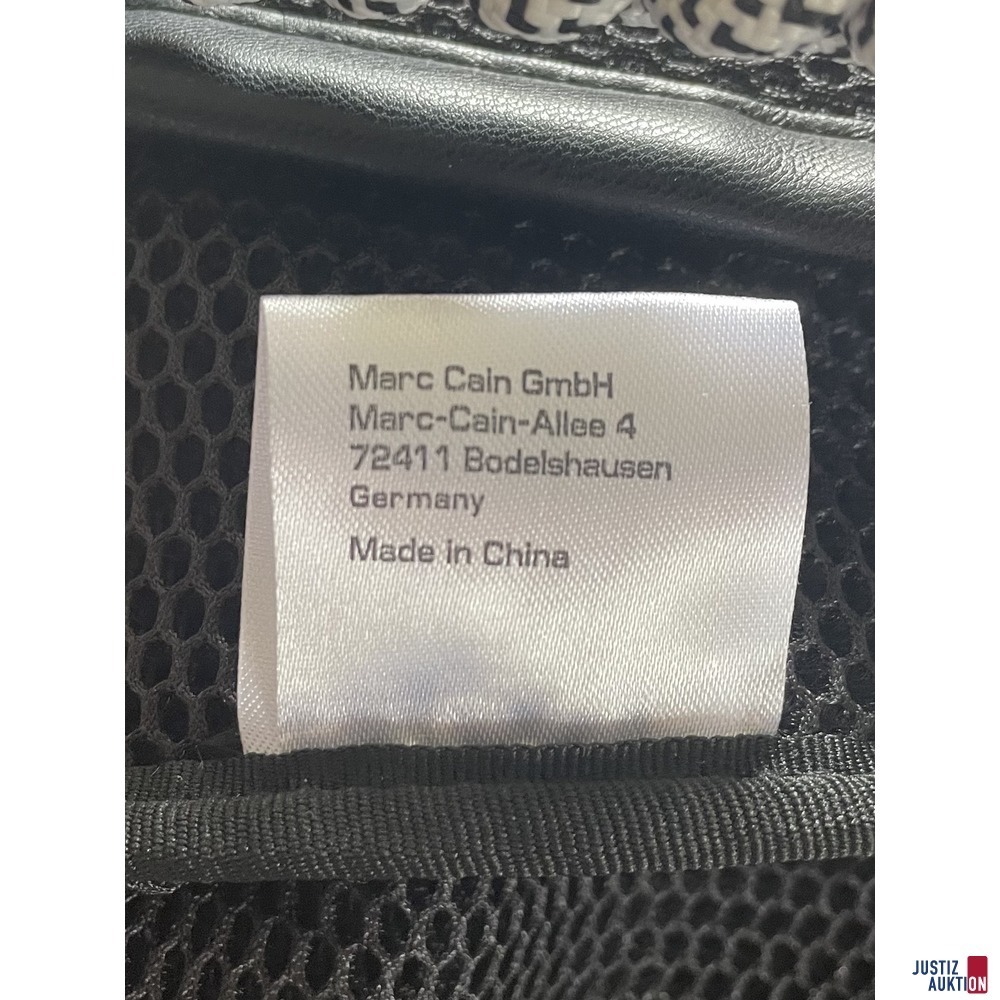 Marc Cain GmbH
Marc-Cain-Allee 4
72411 Bodelshausen
Germany
Made in China
JUSTIZ
AUKTION